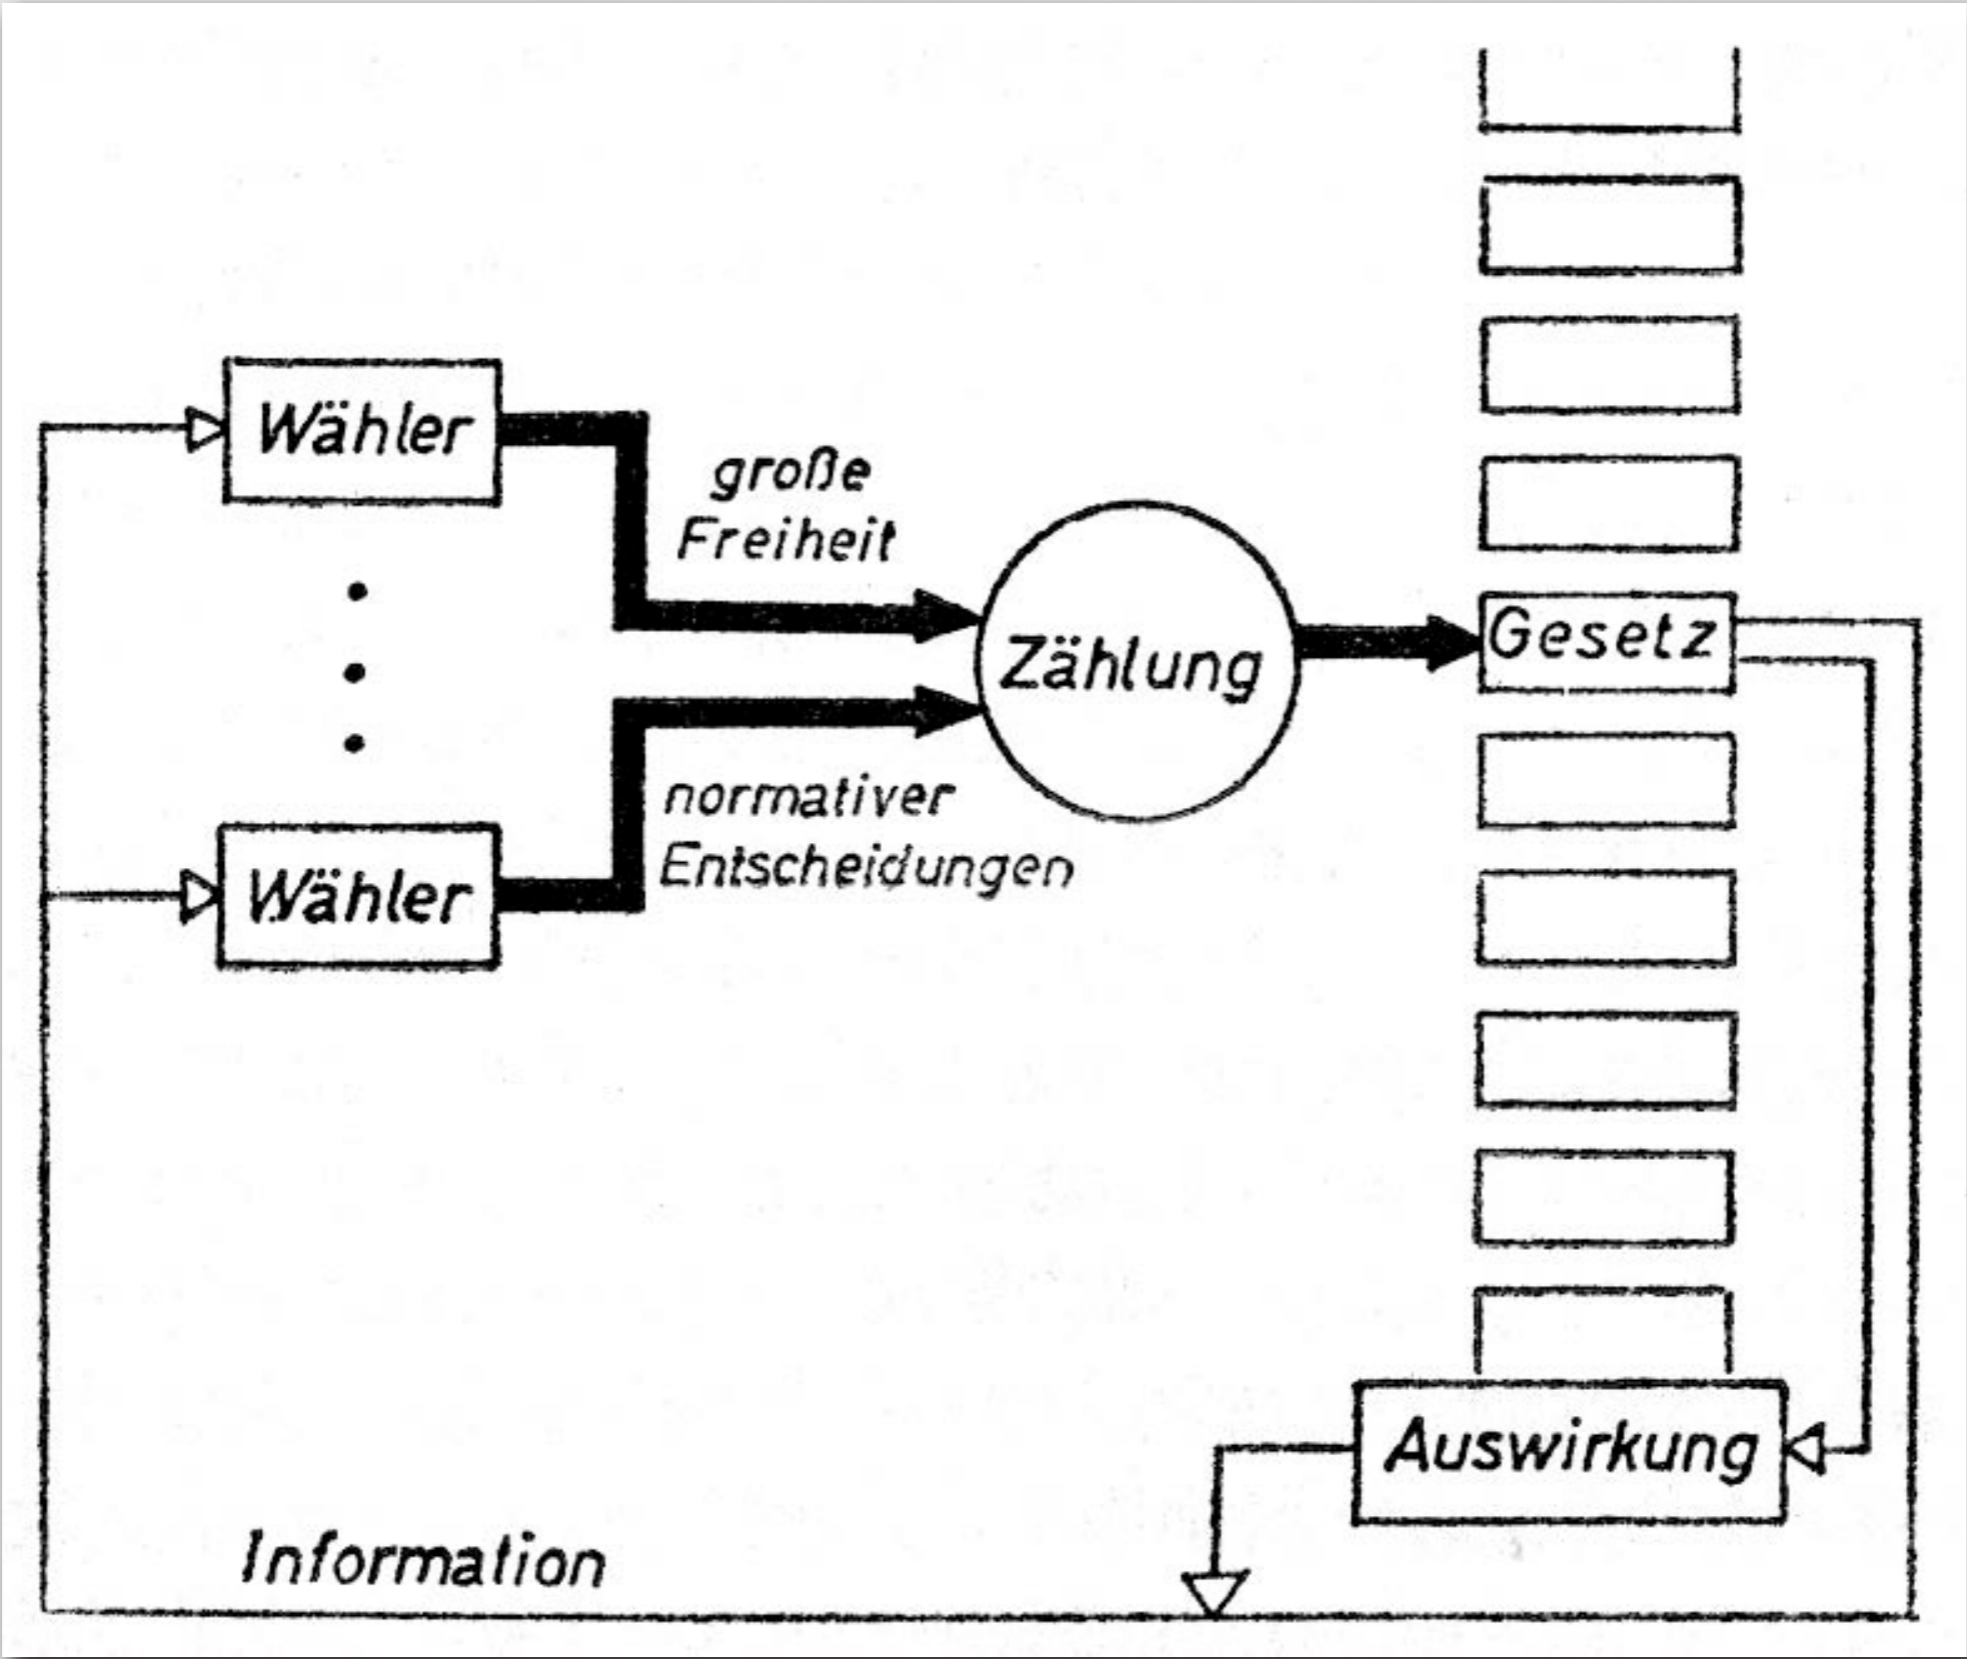 Wähler
große
Freiheit
Zählung
Gesetz
normativer
Entscheidungen
Wähler
Auswirkung
Information